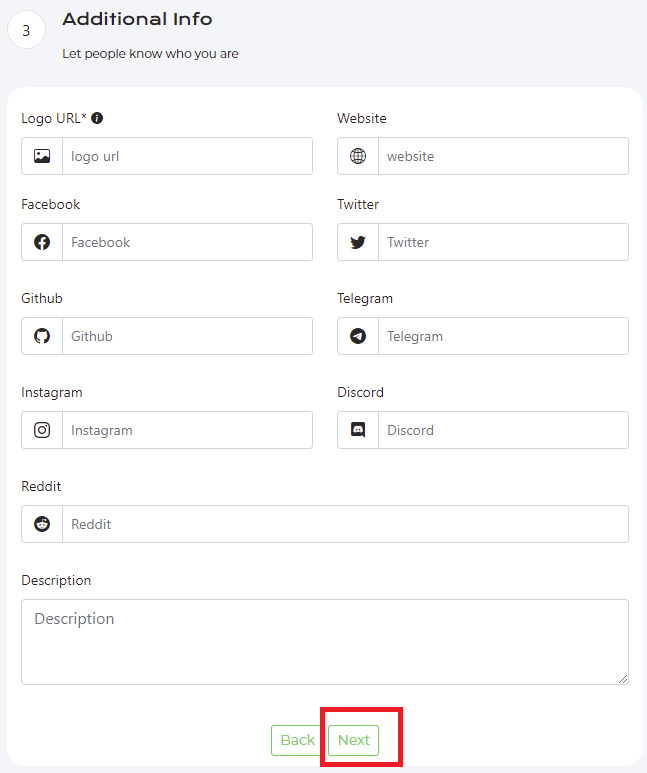 3
Additional Info
Let people know who you are
Logo URL*
Website
logo url
website
Facebook
Twitter
Facebook
Twitter
Github
Telegram
Github
Telegram
Instagram
Discord
Instagram
Discord
Reddit
Reddit
Description
Description
Back
Next